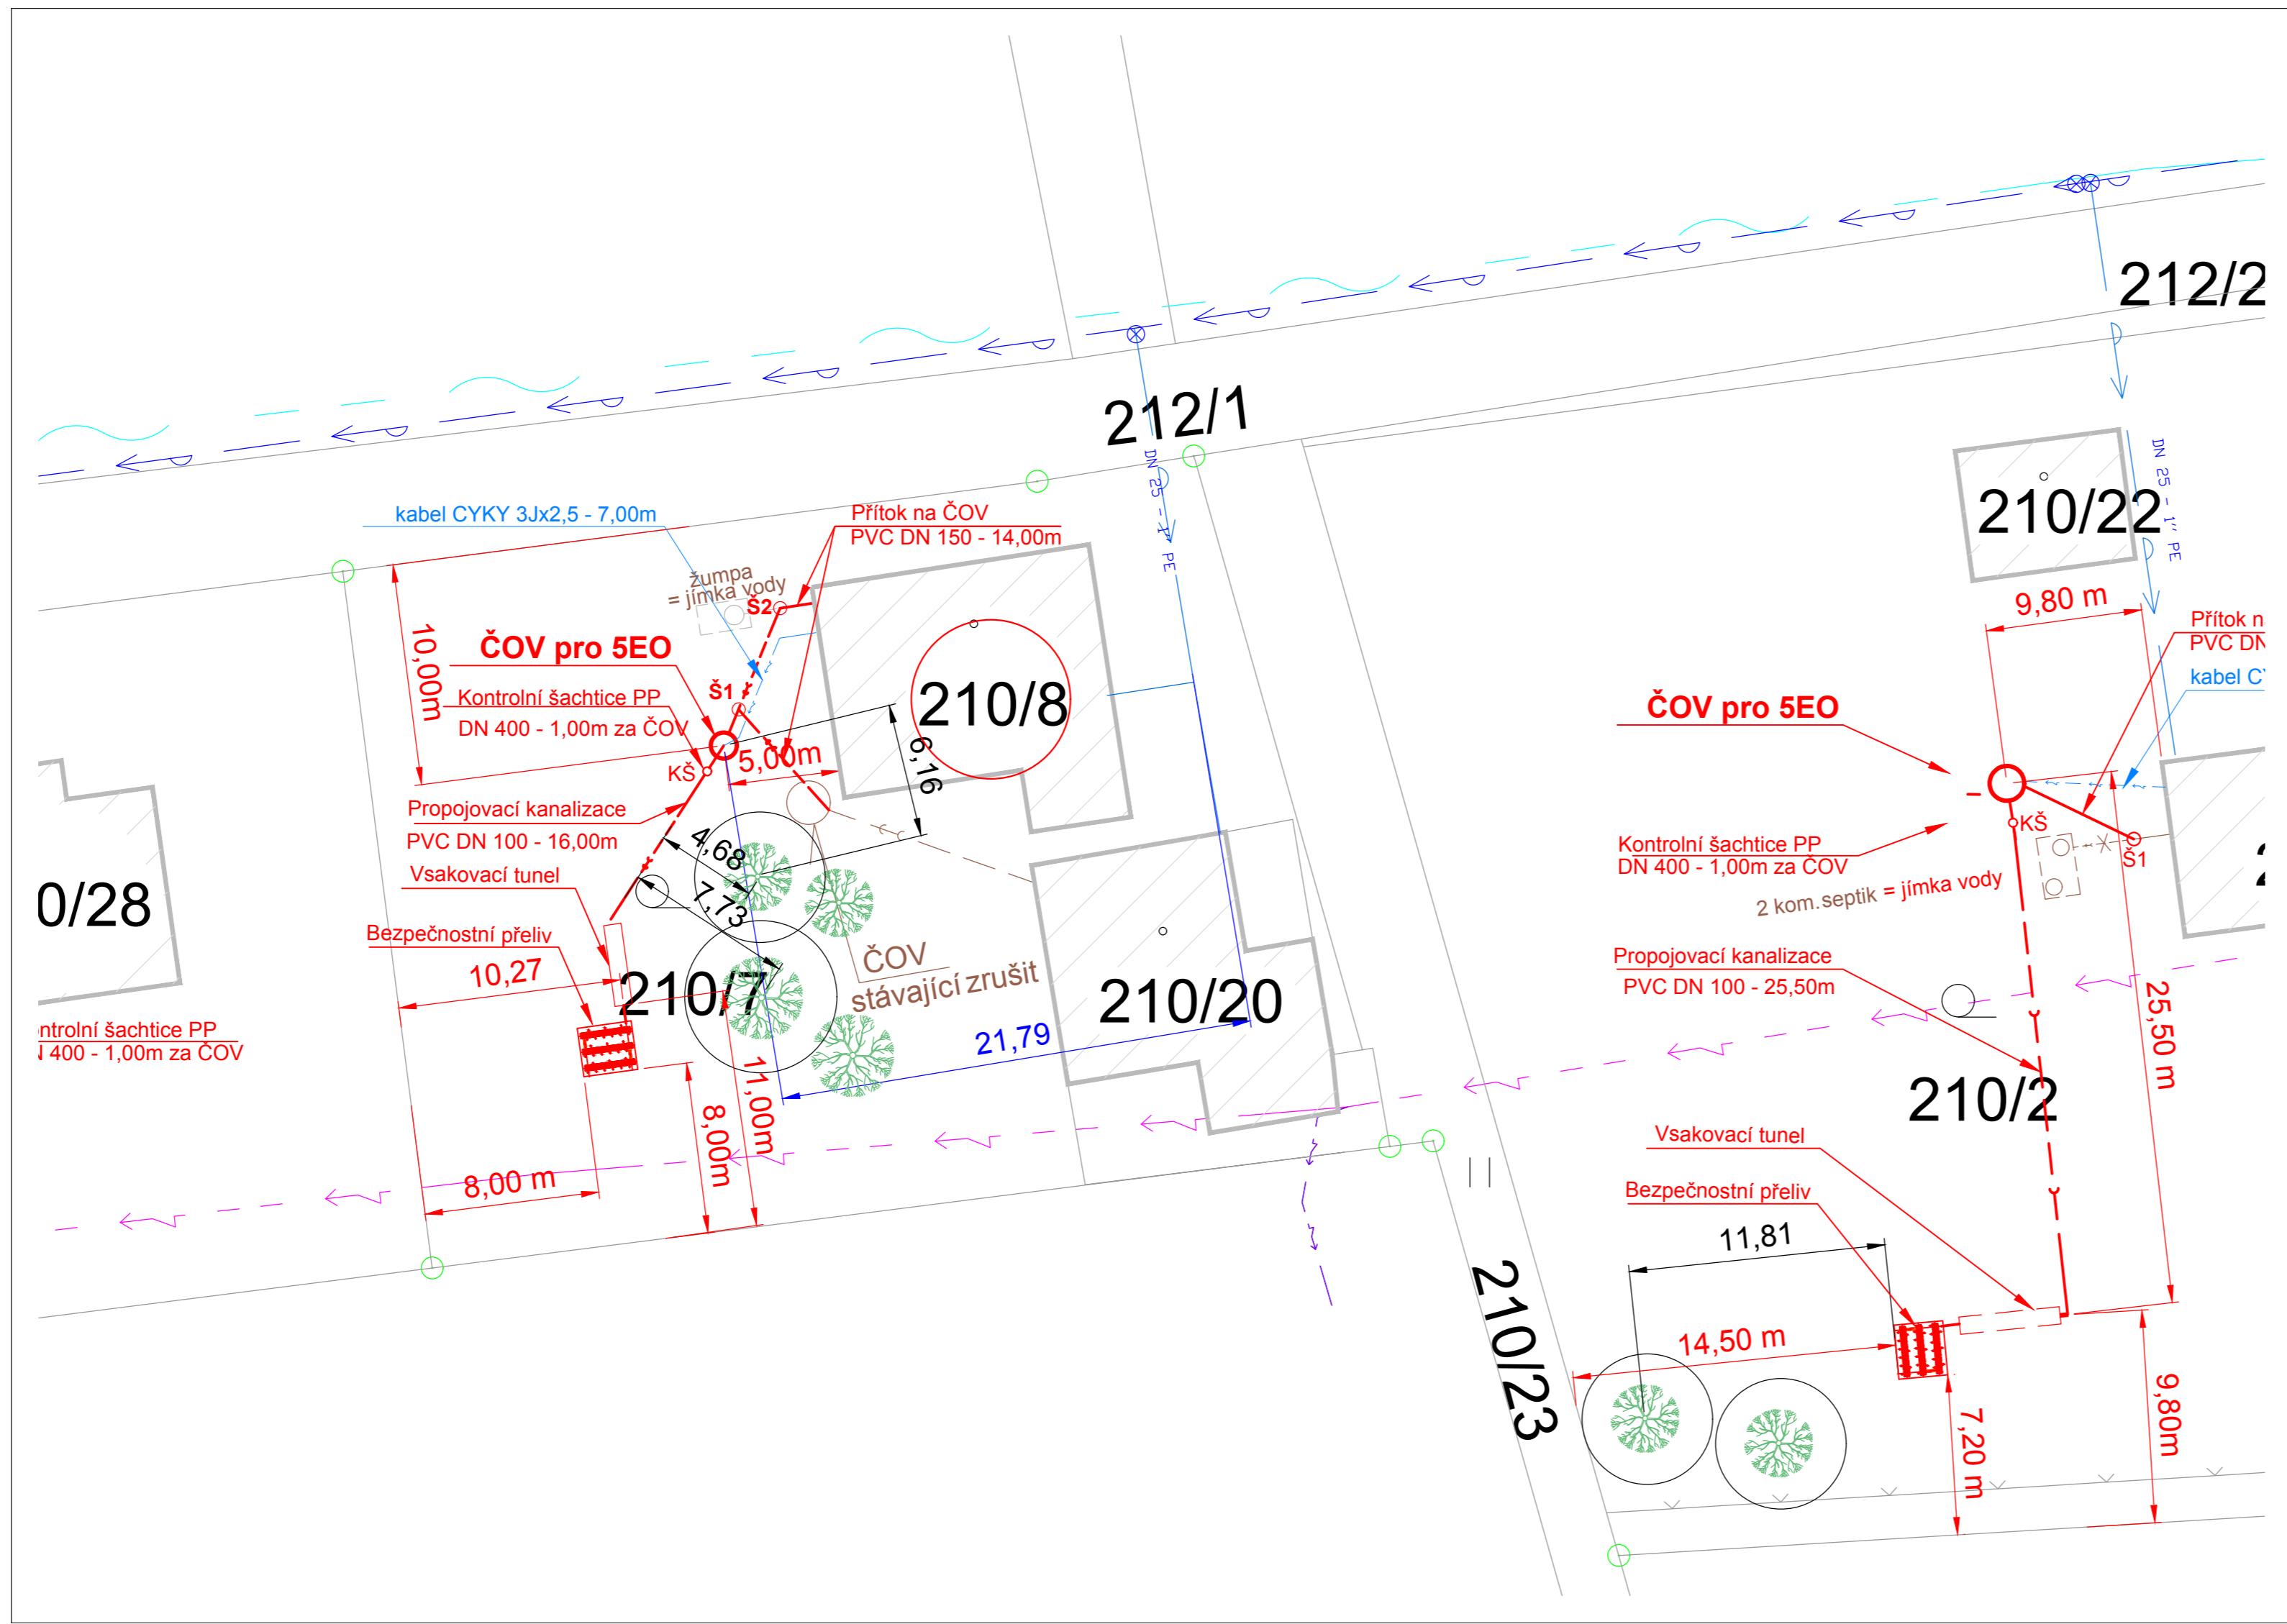 212/2
212/1
kabel CYKY 3Jx2,5 - 7,00m
Přítok na ČOV
PVC DN 150 - 14,00m
DN 25 - 1'' PE
DN 25 - 1'' PE
210/22
žumpa
= jímka vody
Š2
9,80 m
Přítok n
PVC DN
kabel C
10,00m
ČOV pro 5EO
Š1
Kontrolní šachtice PP
DN 400 - 1,00m za ČOV
210/8
ČOV pro 5EO
KŠ
5,00m
6,16
Propojovací kanalizace
PVC DN 100 - 16,00m
4,68
Vsakovací tunel
7,73
KŠ
Š1
Kontrolní šachtice PP
DN 400 - 1,00m za ČOV
2 kom.septik = jímka vody
0/28
Bezpečnostní přeliv
10,27
210/7
ČOV
stávající zrušit
210/20
Propojovací kanalizace
PVC DN 100 - 25,50m
25,50 m
ntrolní šachtice PP
400 - 1,00m za ČOV
21,79
210/2
11,00m
8,00m
8,00 m
Vsakovací tunel
Bezpečnostní přeliv
11,81
210/23
14,50 m
7,20 m
9,80m